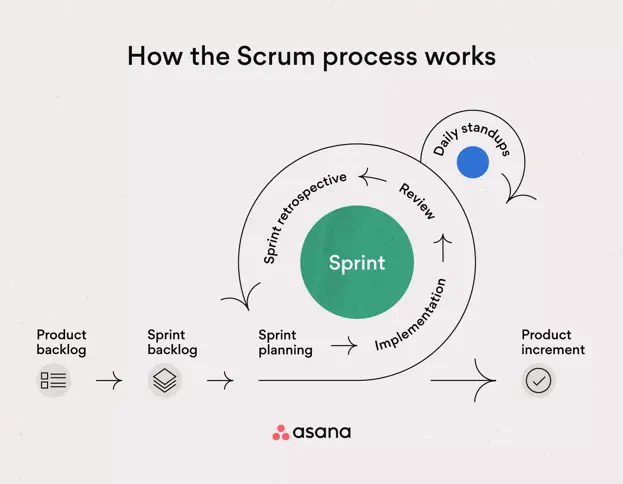 How the Scrum process works
Daily standups
Sprint retrospective
Review
Sprint
Implementation
Product
backlog
Sprint
backlog
Sprint
planning
Product
increment
asana